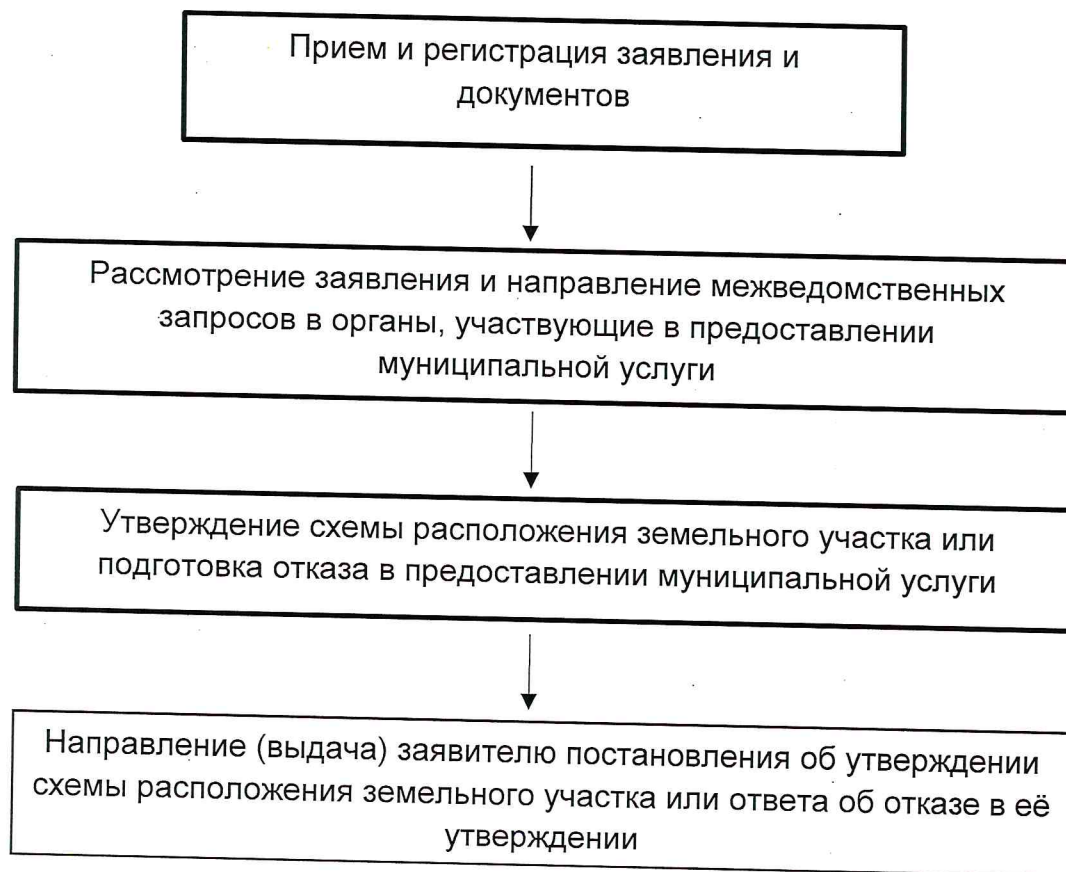 Прием и регистрация заявления и
документов
Рассмотрение заявления и направление межведомственных
запросов в органы, участвующие в предоставлении
муниципальной услуги
Утверждение схемы расположения земельного участка или
подготовка отказа в предоставлении муниципальной услуги
Направление (выдача) заявителю постановления об утверждении
схемы расположения земельного участка или ответа об отказе в её
утверждении